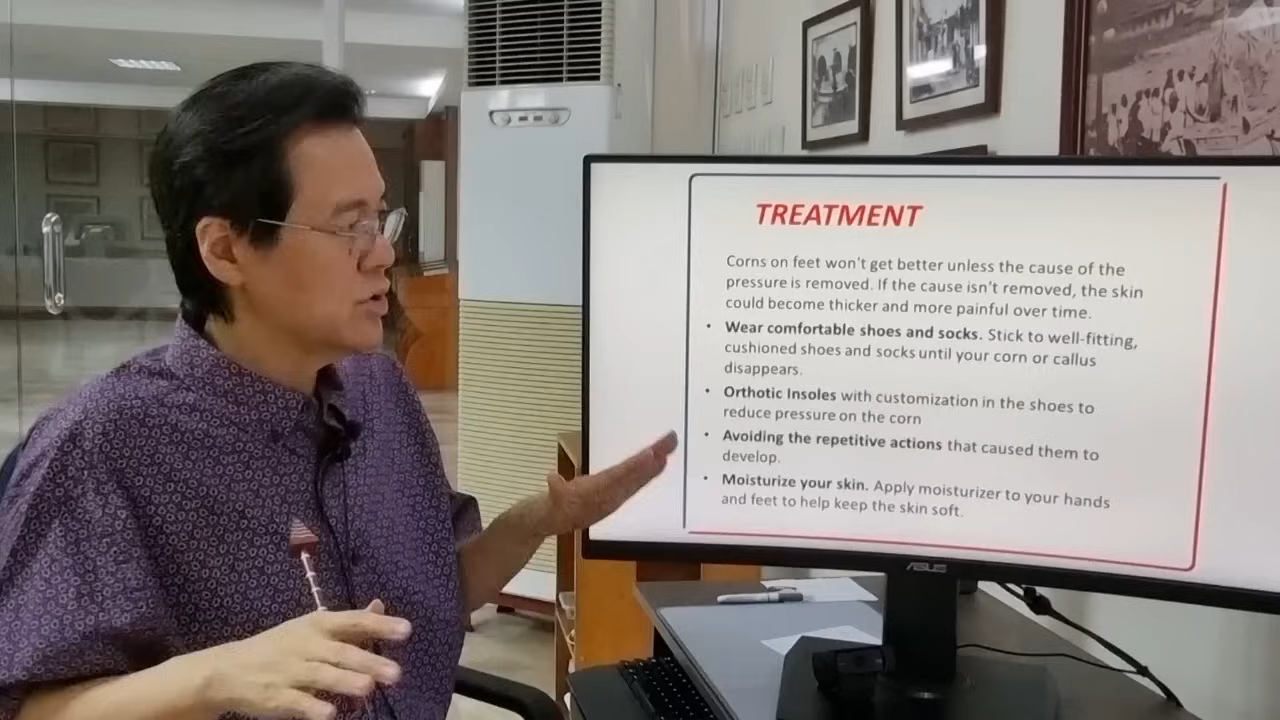 TREATMENT
Corns on feet won't get better unless the cause of the
pressure is removed. If the cause isn't removed, the skin
could become thicker and more painful over time.
• Wear comfortable shoes and socks. Stick to well-fitting,
cushioned shoes and socks until your corn or callus
disappears.
• Orthotic Insoles with customization in the shoes to
reduce pressure on the corn
• Avoiding the repetitive actions that caused them to
develop.
• Moisturize your skin. Apply moisturizer to your hands
and feet to help keep the skin soft.
ASUS